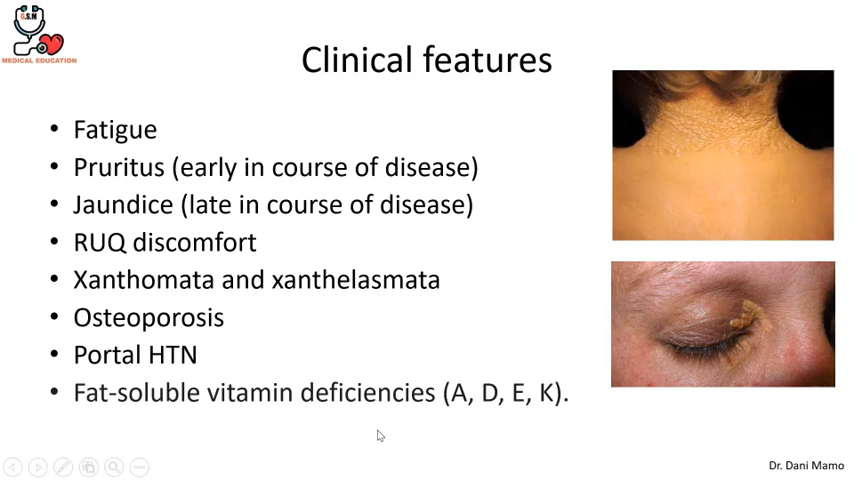 B.S.M
MEDICAL EDUCATION
Clinical features
• Fatigue
• Pruritus (early in course of disease)
• Jaundice (late in course of disease)
• RUQ discomfort
• Xanthomata and xanthelasmata
• Osteoporosis
• Portal HTN
• Fat-soluble vitamin deficiencies (A, D, E, K).
Dr. Dani Mamo